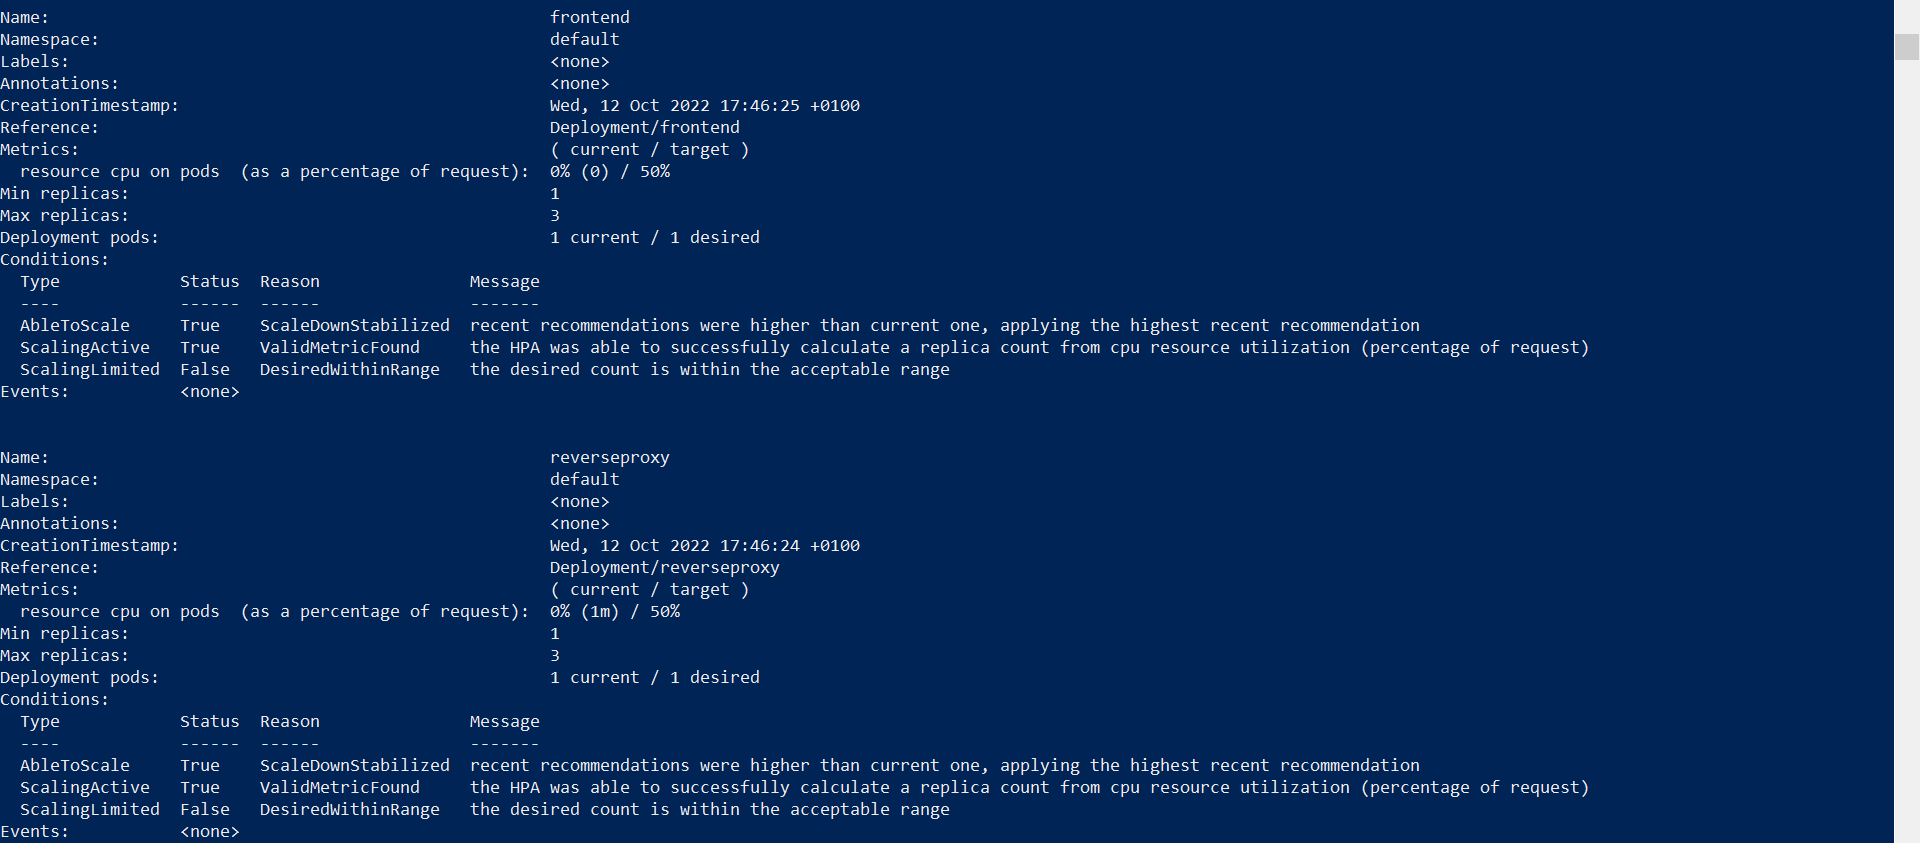 Name:                                                  frontend
Namespace:                                             default
Labels:                                                <none>
Annotations:                                           <none>
CreationTimestamp:                                     Wed, 12 Oct 2022 17:46:25 +0100
Reference:                                             Deployment/frontend
Metrics:                                               ( current / target )
  resource cpu on pods  (as a percentage of request):  0% (0) / 50%
Min replicas:                                          1
Max replicas:                                          3
Deployment pods:                                       1 current / 1 desired
Conditions:
  Type            Status  Reason               Message
  ----            ------  ------               -------
  AbleToScale     True    ScaleDownStabilized  recent recommendations were higher than current one, applying the highest recent recommendation
  ScalingActive   True    ValidMetricFound     the HPA was able to successfully calculate a replica count from cpu resource utilization (percentage of request)
  ScalingLimited  False   DesiredWithinRange   the desired count is within the acceptable range
Events:           <none>
Name:                                                  reverseproxy
Namespace:                                             default
Labels:                                                <none>
Annotations:                                           <none>
CreationTimestamp:                                     Wed, 12 Oct 2022 17:46:24 +0100
Reference:                                             Deployment/reverseproxy
Metrics:                                               ( current / target )
  resource cpu on pods  (as a percentage of request):  0% (1m) / 50%
Min replicas:                                          1
Max replicas:                                          3
Deployment pods:                                       1 current / 1 desired
Conditions:
  Type            Status  Reason               Message
  ----            ------  ------               -------
  AbleToScale     True    ScaleDownStabilized  recent recommendations were higher than current one, applying the highest recent recommendation
  ScalingActive   True    ValidMetricFound     the HPA was able to successfully calculate a replica count from cpu resource utilization (percentage of request)
  ScalingLimited  False   DesiredWithinRange   the desired count is within the acceptable range
Events:           <none>